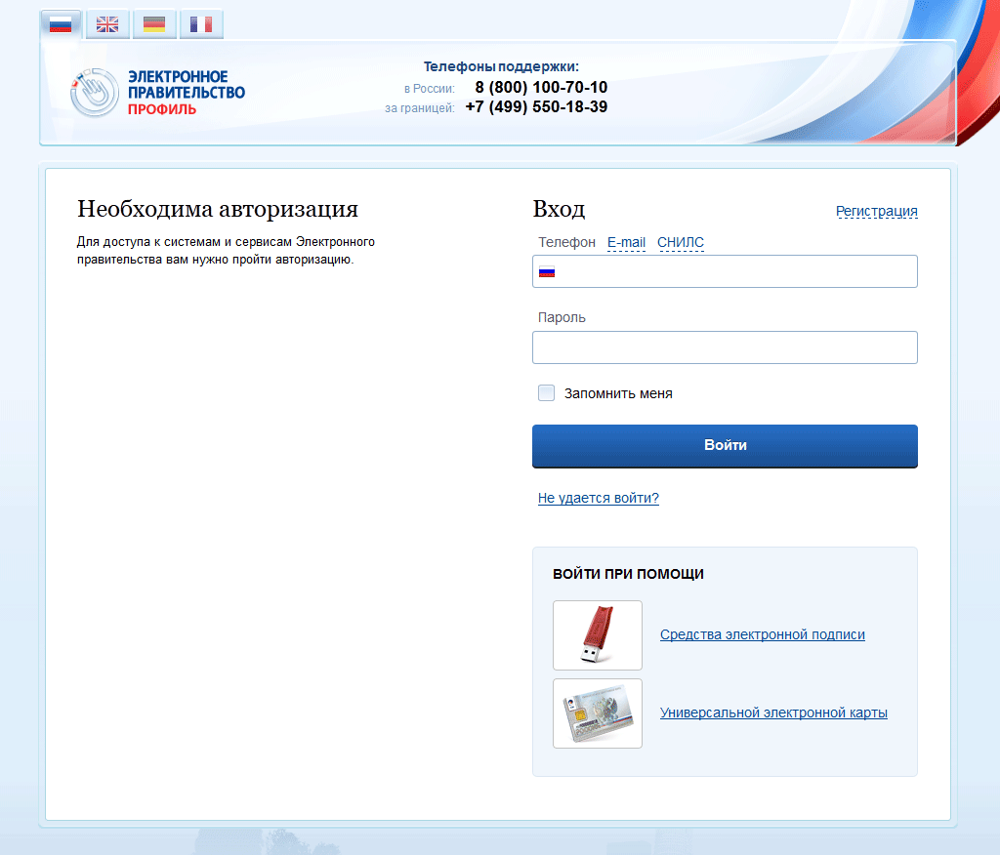 ЭЛЕКТРОННОЕ
ПРАВИТЕЛЬСТВО
ПРОФИЛЬ
Телефоны поддержки:
в России: 8 (800) 100-70-10
за границей: +7 (499) 550-18-39
Необходима авторизация
Для доступа к системам и сервисам Электронного
правительства вам нужно пройти авторизацию.
Вход
Регистрация
Телефон E-mail СНИЛС
Пароль
Запомнить меня
Войти
Не удается войти?
ВОЙТИ ПРИ ПОМОЩИ
Средства электронной подписи
Универсальной электронной карты